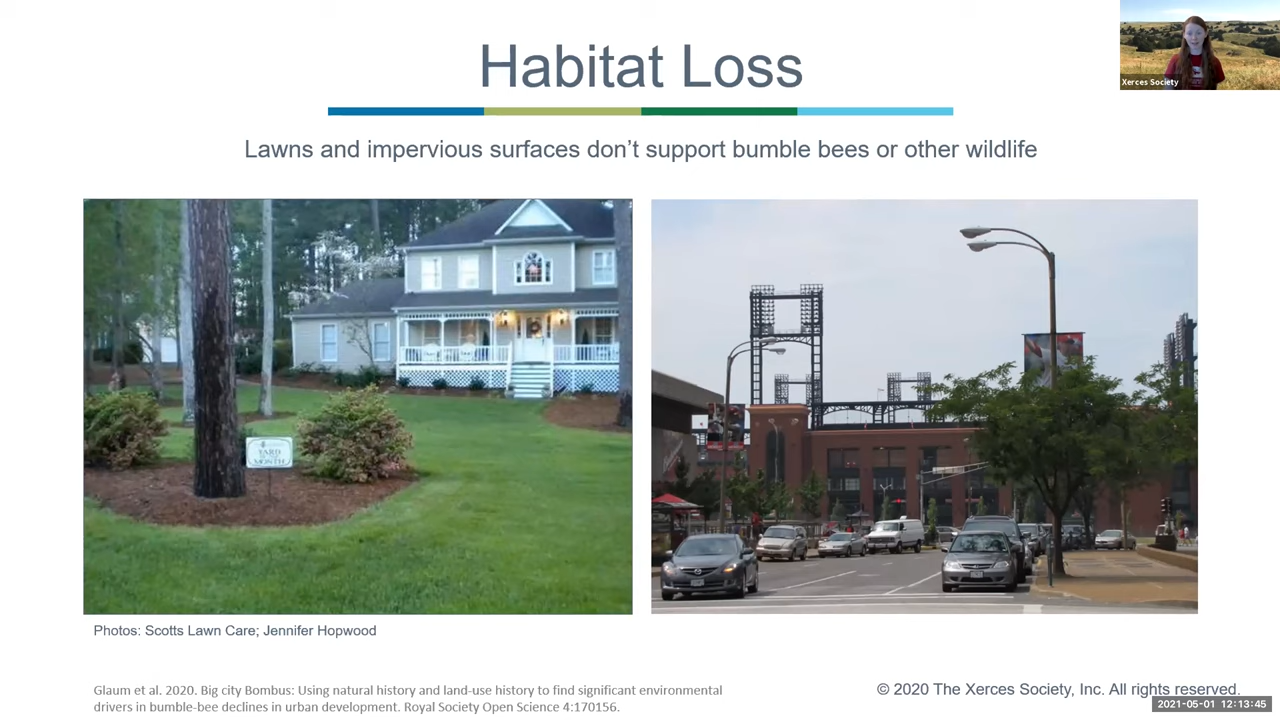 Habitat Loss
Xerces Society
Lawns and impervious surfaces don’t support bumble bees or other wildlife
YARD
MONTH
Photos: Scotts Lawn Care; Jennifer Hopwood
Glaum et al. 2020. Big city Bombus: Using natural history and land-use history to find significant environmental
drivers in bumble-bee declines in urban development. Royal Society Open Science 4:170156.
© 2020 The Xerces Society, Inc. All rights reserved.
2021-05-01 12:13:45